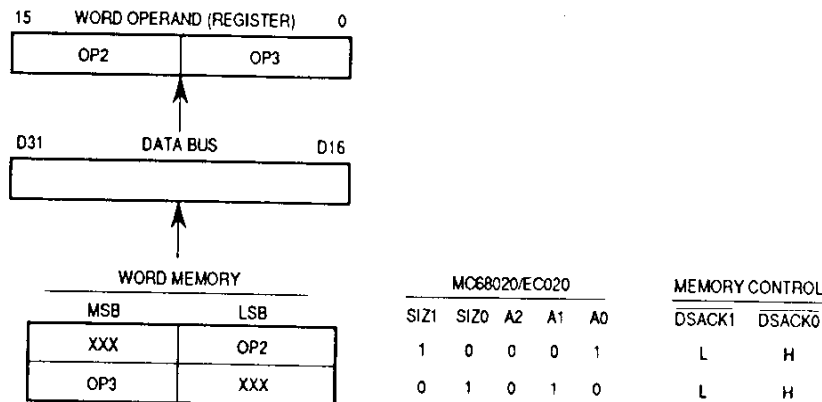 15 WORD OPERAND (REGISTER) 0
OP2 OP3
D31 DATA BUS D16
WORD MEMORY
MSB LSB
XXX OP2
OP3 XXX
MC68020/EC020
SIZ1 SIZ0 A2 A1 A0
1 0 0 0 1
0 1 0 1 0
MEMORY CONTROL
DSACK1 DSACK0
L H
L H